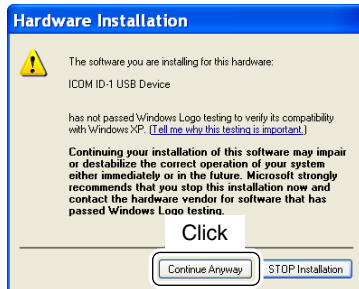 Hardware Installation
The software you are installing for this hardware:
ICOM ID-1 USB Device
has not passed Windows Logo testing to verify its compatibility
with Windows XP. (Tell me why this testing is important.)
Continuing your installation of this software may impair
or destabilize the correct operation of your system
either immediately or in the future. Microsoft strongly
recommends that you stop this installation now and
contact the hardware vendor for software that has
passed Windows Logo testing.
Click
Continue Anyway STOP Installation